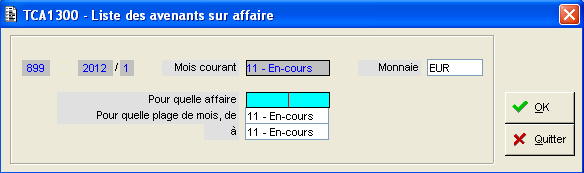 TCA1300 - Liste des avenants sur affaire
899 2012 / 1 Mois courant 11 - En-cours Monnaie EUR
Pour quelle affaire
Pour quelle plage de mois, de 11 - En-cours
à 11 - En-cours
OK
Quitter